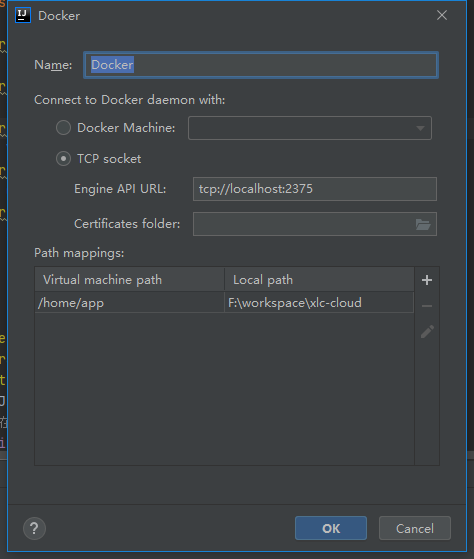 Docker
Name: Docker
Connect to Docker daemon with:
Docker Machine:
TCP socket
Engine API URL: tcp://localhost:2375
Certificates folder:
Path mappings:
Virtual machine path Local path
/home/app F:\workspace\xlc-cloud
OK Cancel